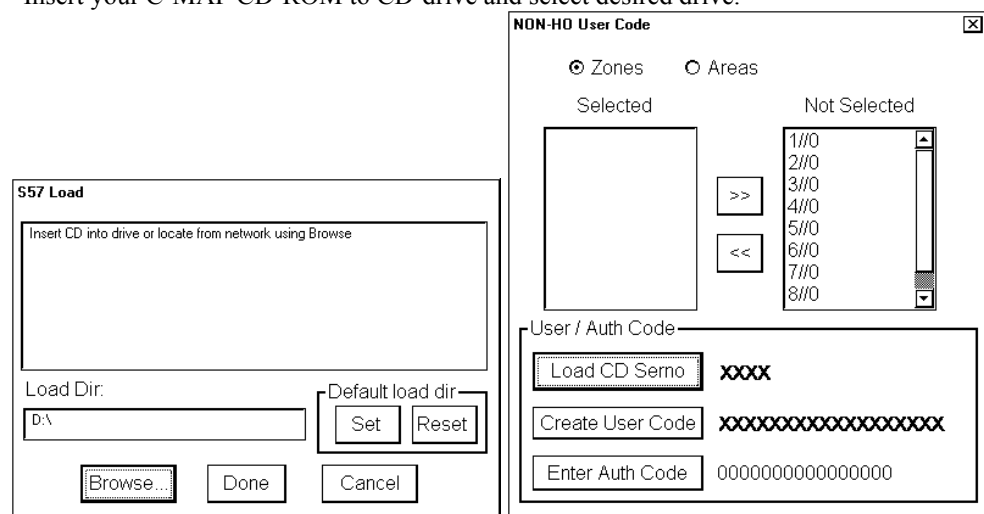 Insert your C-MAP CD-ROM to CD-drive and select desired drive.
S57 Load
Insert CD into drive or locate from network using Browse
Load Dir:
D:\
Default load dir
Set
Reset
Browse...
Done
Cancel
NON-HO User Code
Zones
Areas
Selected
Not Selected
1//0
2//0
3//0
4//0
5//0
6//0
7//0
8//0
>>
<<
User / Auth Code
Load CD Serno
XXXX
Create User Code
XXXXXXXXXXXXXXXXXX
Enter Auth Code
0000000000000000